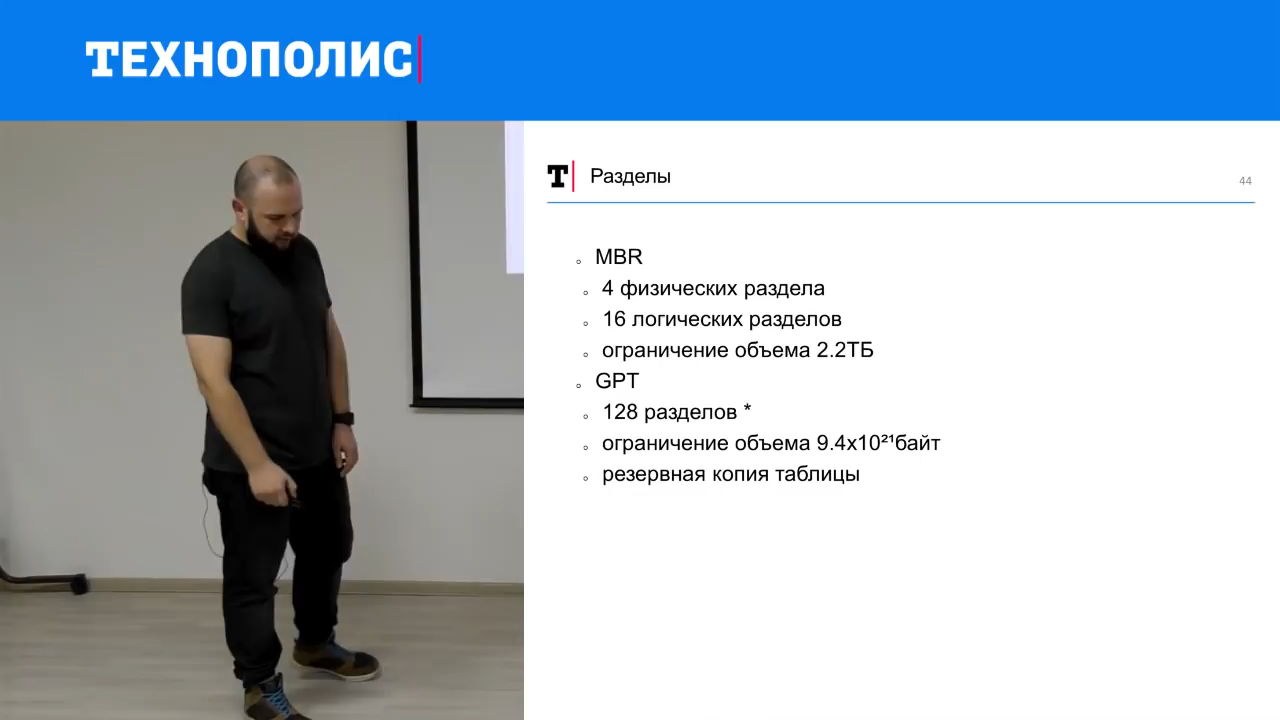 ТЕХНОПОЛИС
Т Разделы
44
MBR
4 физических раздела
16 логических разделов
ограничение объема 2.2ТБ
GPT
128 разделов *
ограничение объема 9.4x10²¹байт
резервная копия таблицы